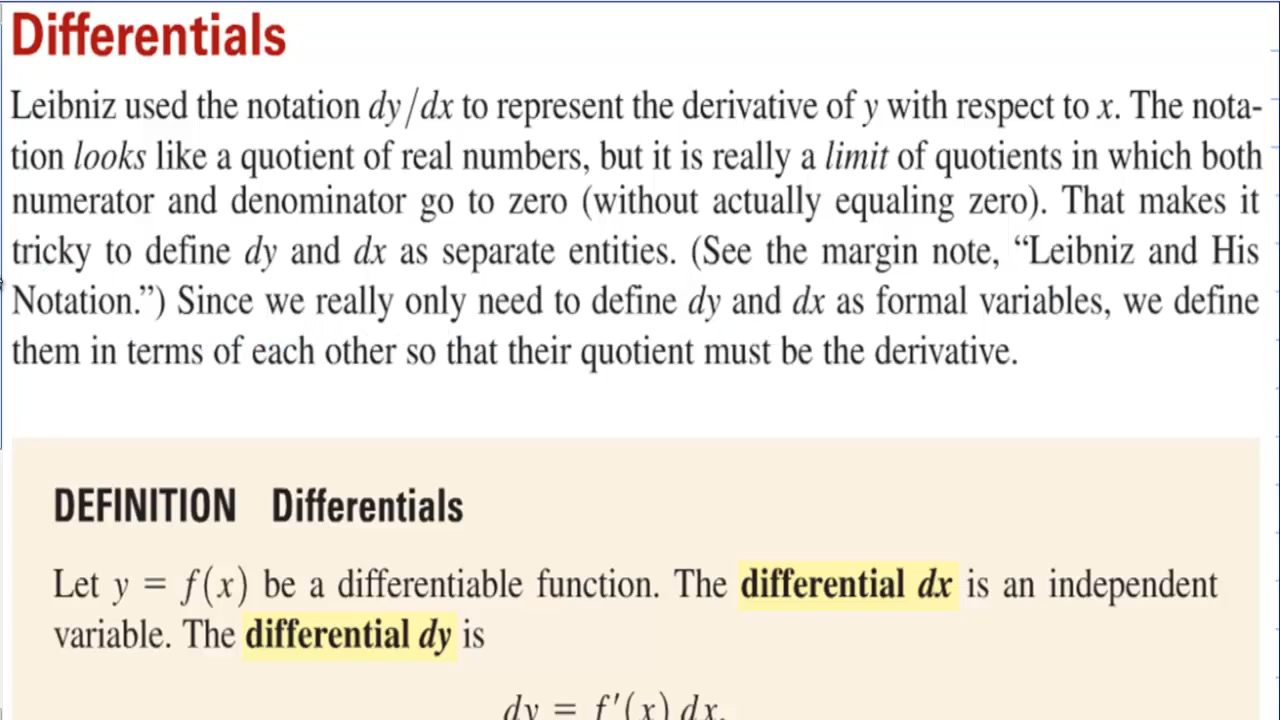 Differentials
Leibniz used the notation dy/dx to represent the derivative of y with respect to x. The nota-
tion looks like a quotient of real numbers, but it is really a limit of quotients in which both
numerator and denominator go to zero (without actually equaling zero). That makes it
tricky to define dy and dx as separate entities. (See the margin note, “Leibniz and His
Notation.”) Since we really only need to define dy and dx as formal variables, we define
them in terms of each other so that their quotient must be the derivative.
DEFINITION Differentials
Let y = f(x) be a differentiable function. The differential dx is an independent
variable. The differential dy is
dy = f′(x) dx.